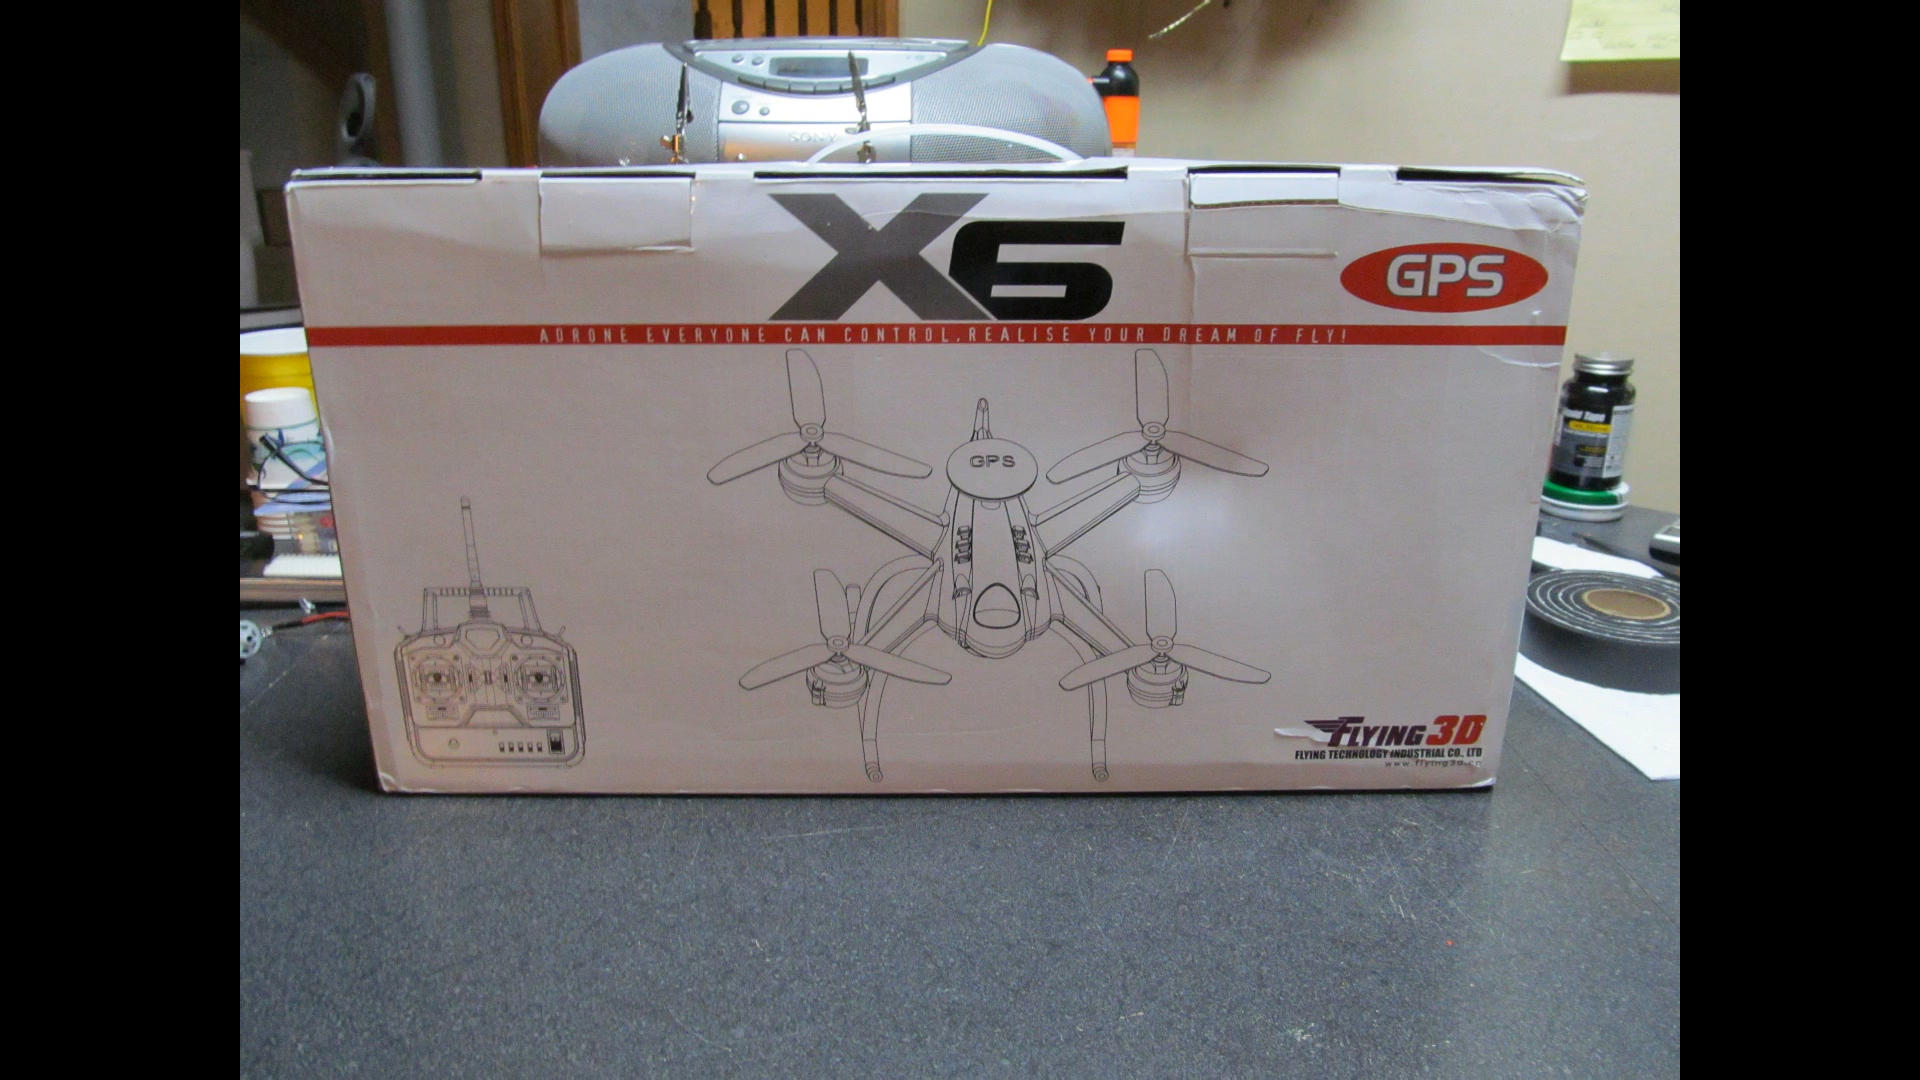 SONY
X6
GPS
ADRONE EVERYONE CAN CONTROL,REALISE YOUR DREAM OF FLY!
GPS
FLYING 3D
FLYING TECHNOLOGY INDUSTRIAL CO., LTD
www.flying3d.cn
Tape